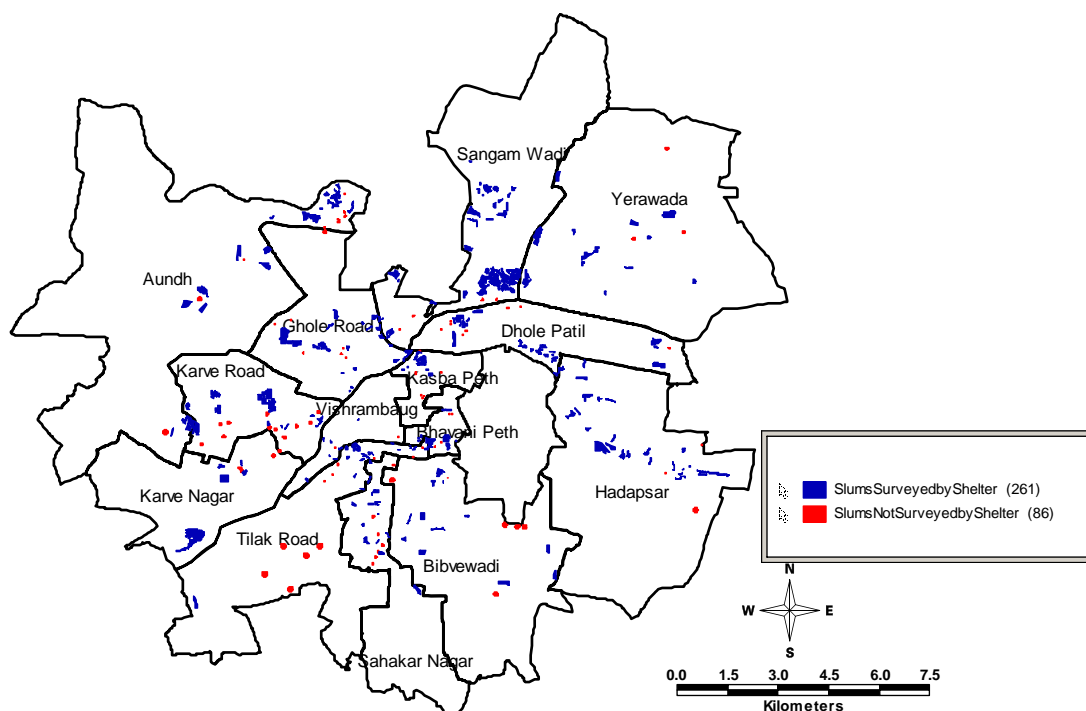 Sangam Wadi
Yerawada
Aundh
Ghole Road
Dhole Patil
Karve Road
Kasba Peth
Vishrambaug
Bhavani Peth
Karve Nagar
Hadapsar
Tilak Road
Bibvewadi
Sahakar Nagar
SlumsSurveyedbyShelter (261)
SlumsNotSurveyedbyShelter (86)
N
W E
S
0.0 1.5 3.0 4.5 6.0 7.5
Kilometers